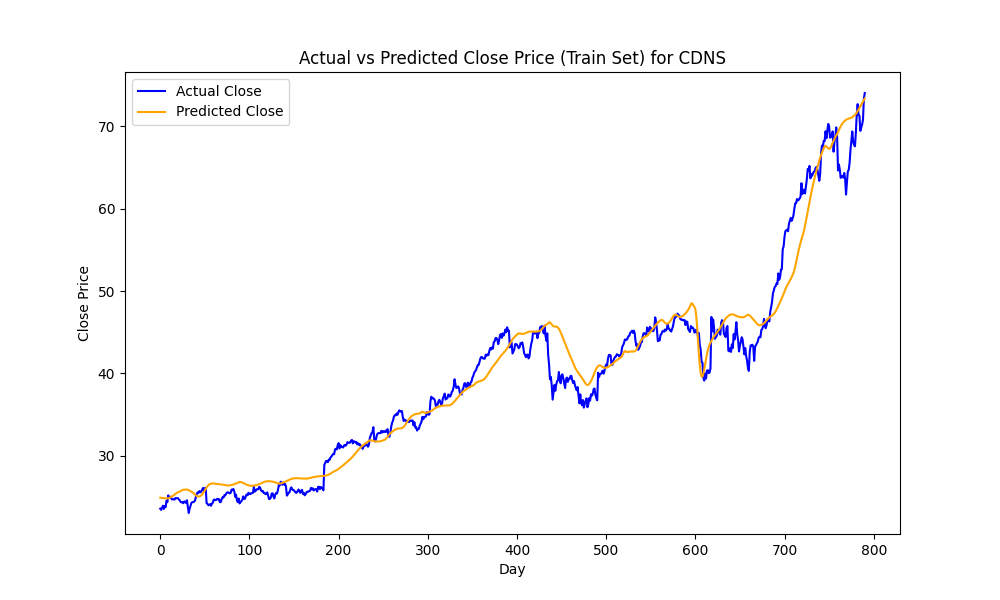 Actual vs Predicted Close Price (Train Set) for CDNS
Actual Close
Predicted Close
Close Price
70
60
50
40
30
0 100 200 300 400 500 600 700 800
Day